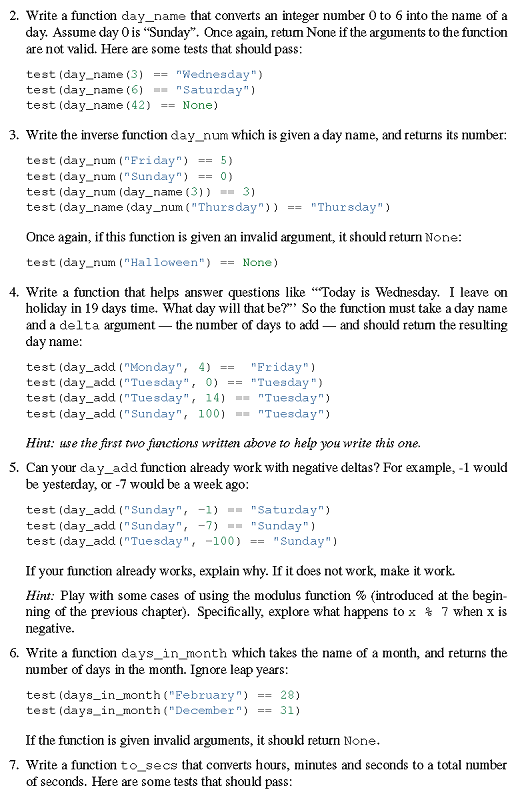 2. Write a function day_name that converts an integer number 0 to 6 into the name of a
day. Assume day 0 is “Sunday”. Once again, return None if the arguments to the function
are not valid. Here are some tests that should pass:
test(day_name(3) == "Wednesday")
test(day_name(6) == "Saturday")
test(day_name(42) == None)
3. Write the inverse function day_num which is given a day name, and returns its number:
test(day_num("Friday") == 5)
test(day_num("Sunday") == 0)
test(day_num(day_name(3)) == 3)
test(day_name(day_num("Thursday")) == "Thursday")
Once again, if this function is given an invalid argument, it should return None:
test(day_num("Halloween") == None)
4. Write a function that helps answer questions like “‘Today is Wednesday. I leave on
holiday in 19 days time. What day will that be?”’ So the function must take a day name
and a delta argument — the number of days to add — and should return the resulting
day name:
test(day_add("Monday", 4) ==  "Friday")
test(day_add("Tuesday", 0) == "Tuesday")
test(day_add("Tuesday", 14) == "Tuesday")
test(day_add("Sunday", 100) == "Tuesday")
Hint: use the first two functions written above to help you write this one.
5. Can your day_add function already work with negative deltas? For example, -1 would
be yesterday, or -7 would be a week ago:
test(day_add("Sunday", -1) == "Saturday")
test(day_add("Sunday", -7) == "Sunday")
test(day_add("Tuesday", -100) == "Sunday")
If your function already works, explain why. If it does not work, make it work.
Hint: Play with some cases of using the modulus function % (introduced at the begin-
ning of the previous chapter). Specifically, explore what happens to x % 7 when x is
negative.
6. Write a function days_in_month which takes the name of a month, and returns the
number of days in the month. Ignore leap years:
test(days_in_month("February") == 28)
test(days_in_month("December") == 31)
If the function is given invalid arguments, it should return None.
7. Write a function to_secs that converts hours, minutes and seconds to a total number
of seconds. Here are some tests that should pass: